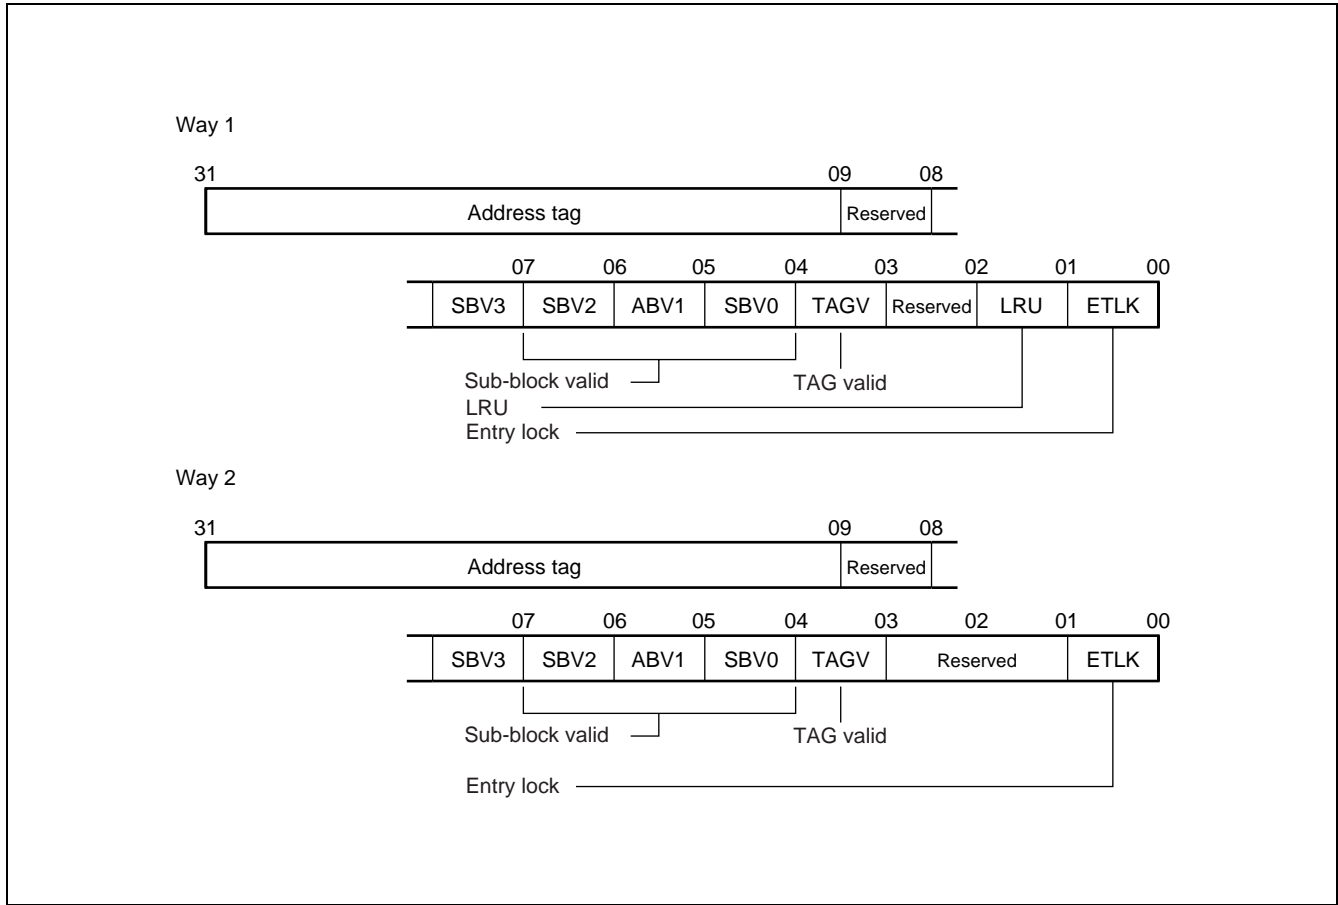 Way 1
31 09 08
Address tag Reserved
07 06 05 04 03 02 01 00
SBV3 SBV2 ABV1 SBV0 TAGV Reserved LRU ETLK
Sub-block valid TAG valid
LRU
Entry lock
Way 2
31 09 08
Address tag Reserved
07 06 05 04 03 02 01 00
SBV3 SBV2 ABV1 SBV0 TAGV Reserved ETLK
Sub-block valid TAG valid
Entry lock